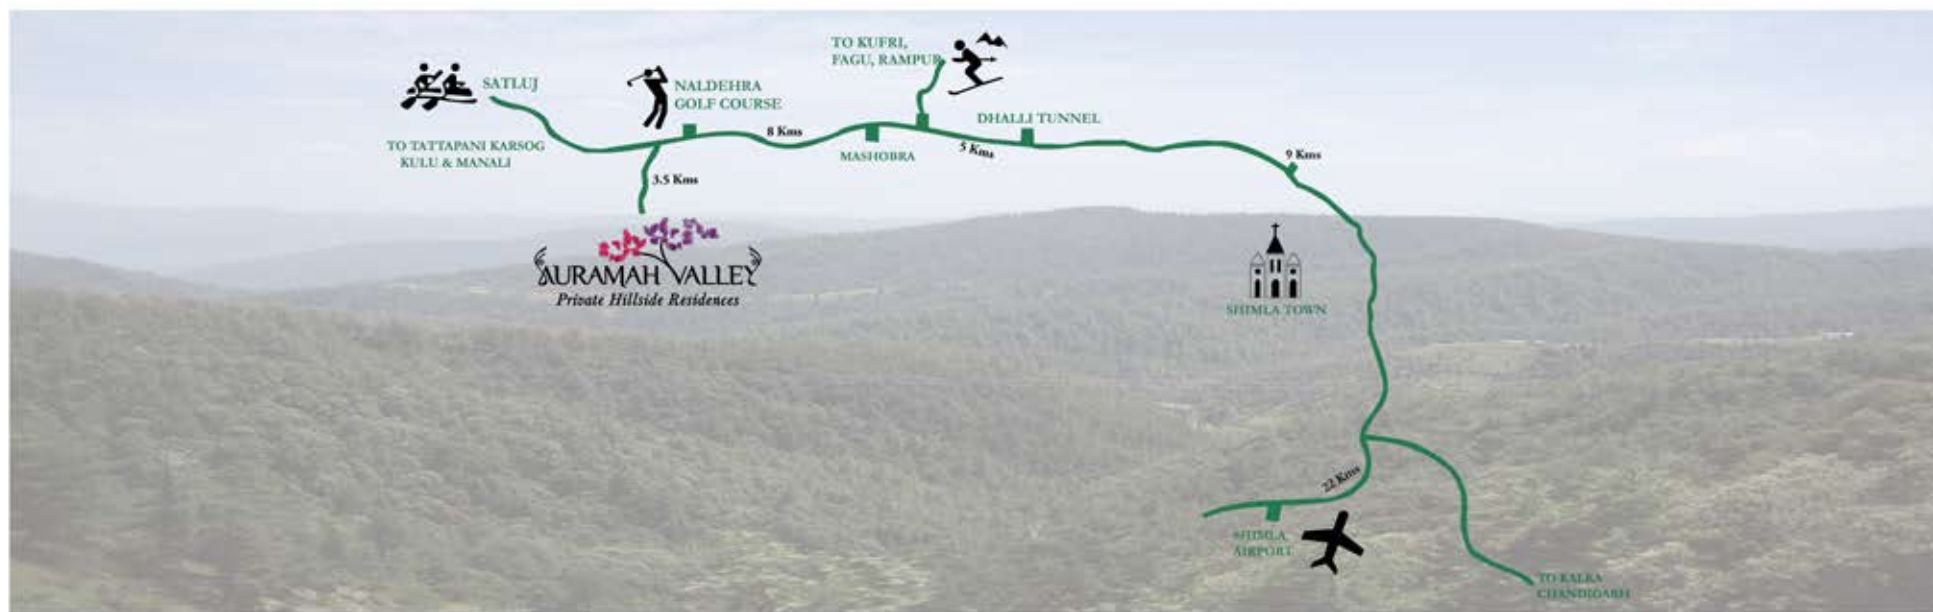 TO KUFRI,
FAGU, RAMPUR
SATLUJ
NALDEHRA
GOLF COURSE
DHALLI TUNNEL
8 Kms
TO TATTAPANI KARSOG
KULU & MANALI
MASHOBRA
5 Kms
9 Kms
3.5 Kms
AURAMAH VALLEY
Private Hillside Residences
SHIMLA TOWN
22 Kms
SHIMLA
AIRPORT
TO KALKA
CHANDIGARH